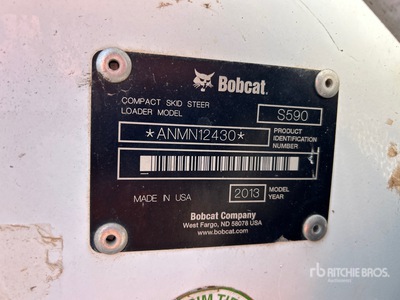 Bobcat.
COMPACT SKID STEER
LOADER MODEL
S590
*ANMN12430*
PRODUCT
IDENTIFICATION
NUMBER
MADE IN USA
2013
MODEL
YEAR
Bobcat Company
West Fargo, ND 58078 USA
www.bobcat.com
rb RITCHIE BROS.